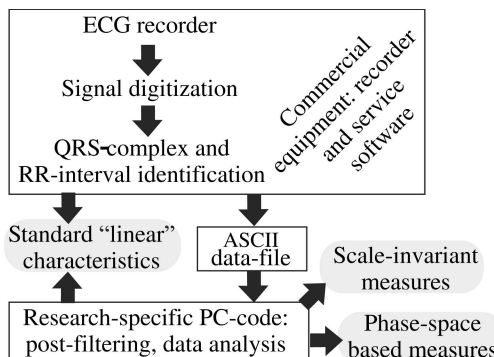 ECG recorder
Signal digitization
QRS-complex and
RR-interval identification
Commercial
equipment: recorder
and service
software
Standard “linear”
characteristics
ASCII
data-file
Scale-invariant
measures
Research-specific PC-code:
post-filtering, data analysis
Phase-space
based measures